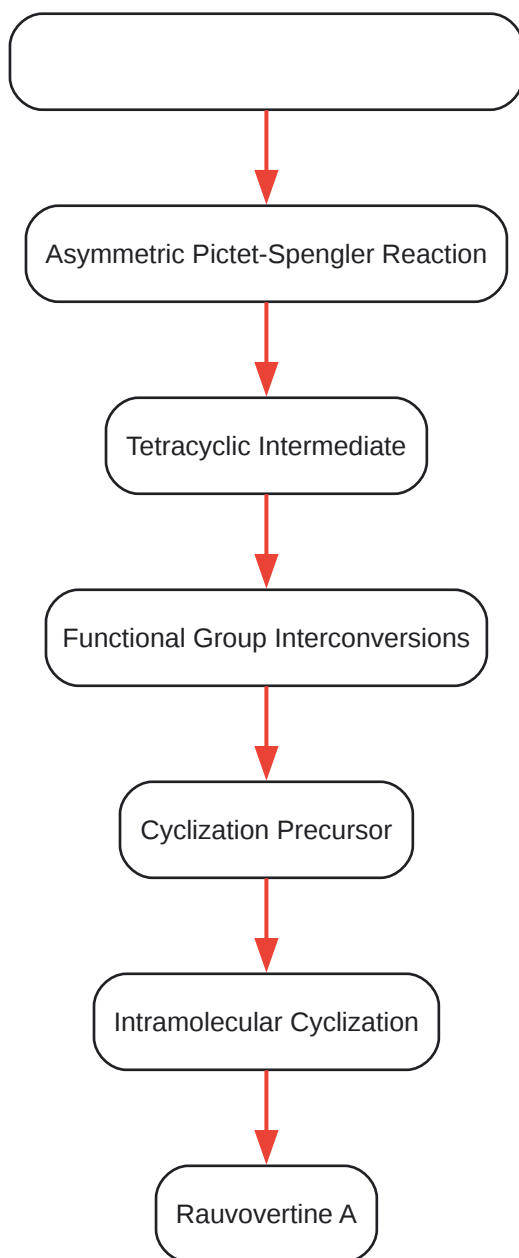 Asymmetric Pictet-Spengler Reaction
Tetracyclic Intermediate
Functional Group Interconversions
Cyclization Precursor
Intramolecular Cyclization
Rauvovertine A